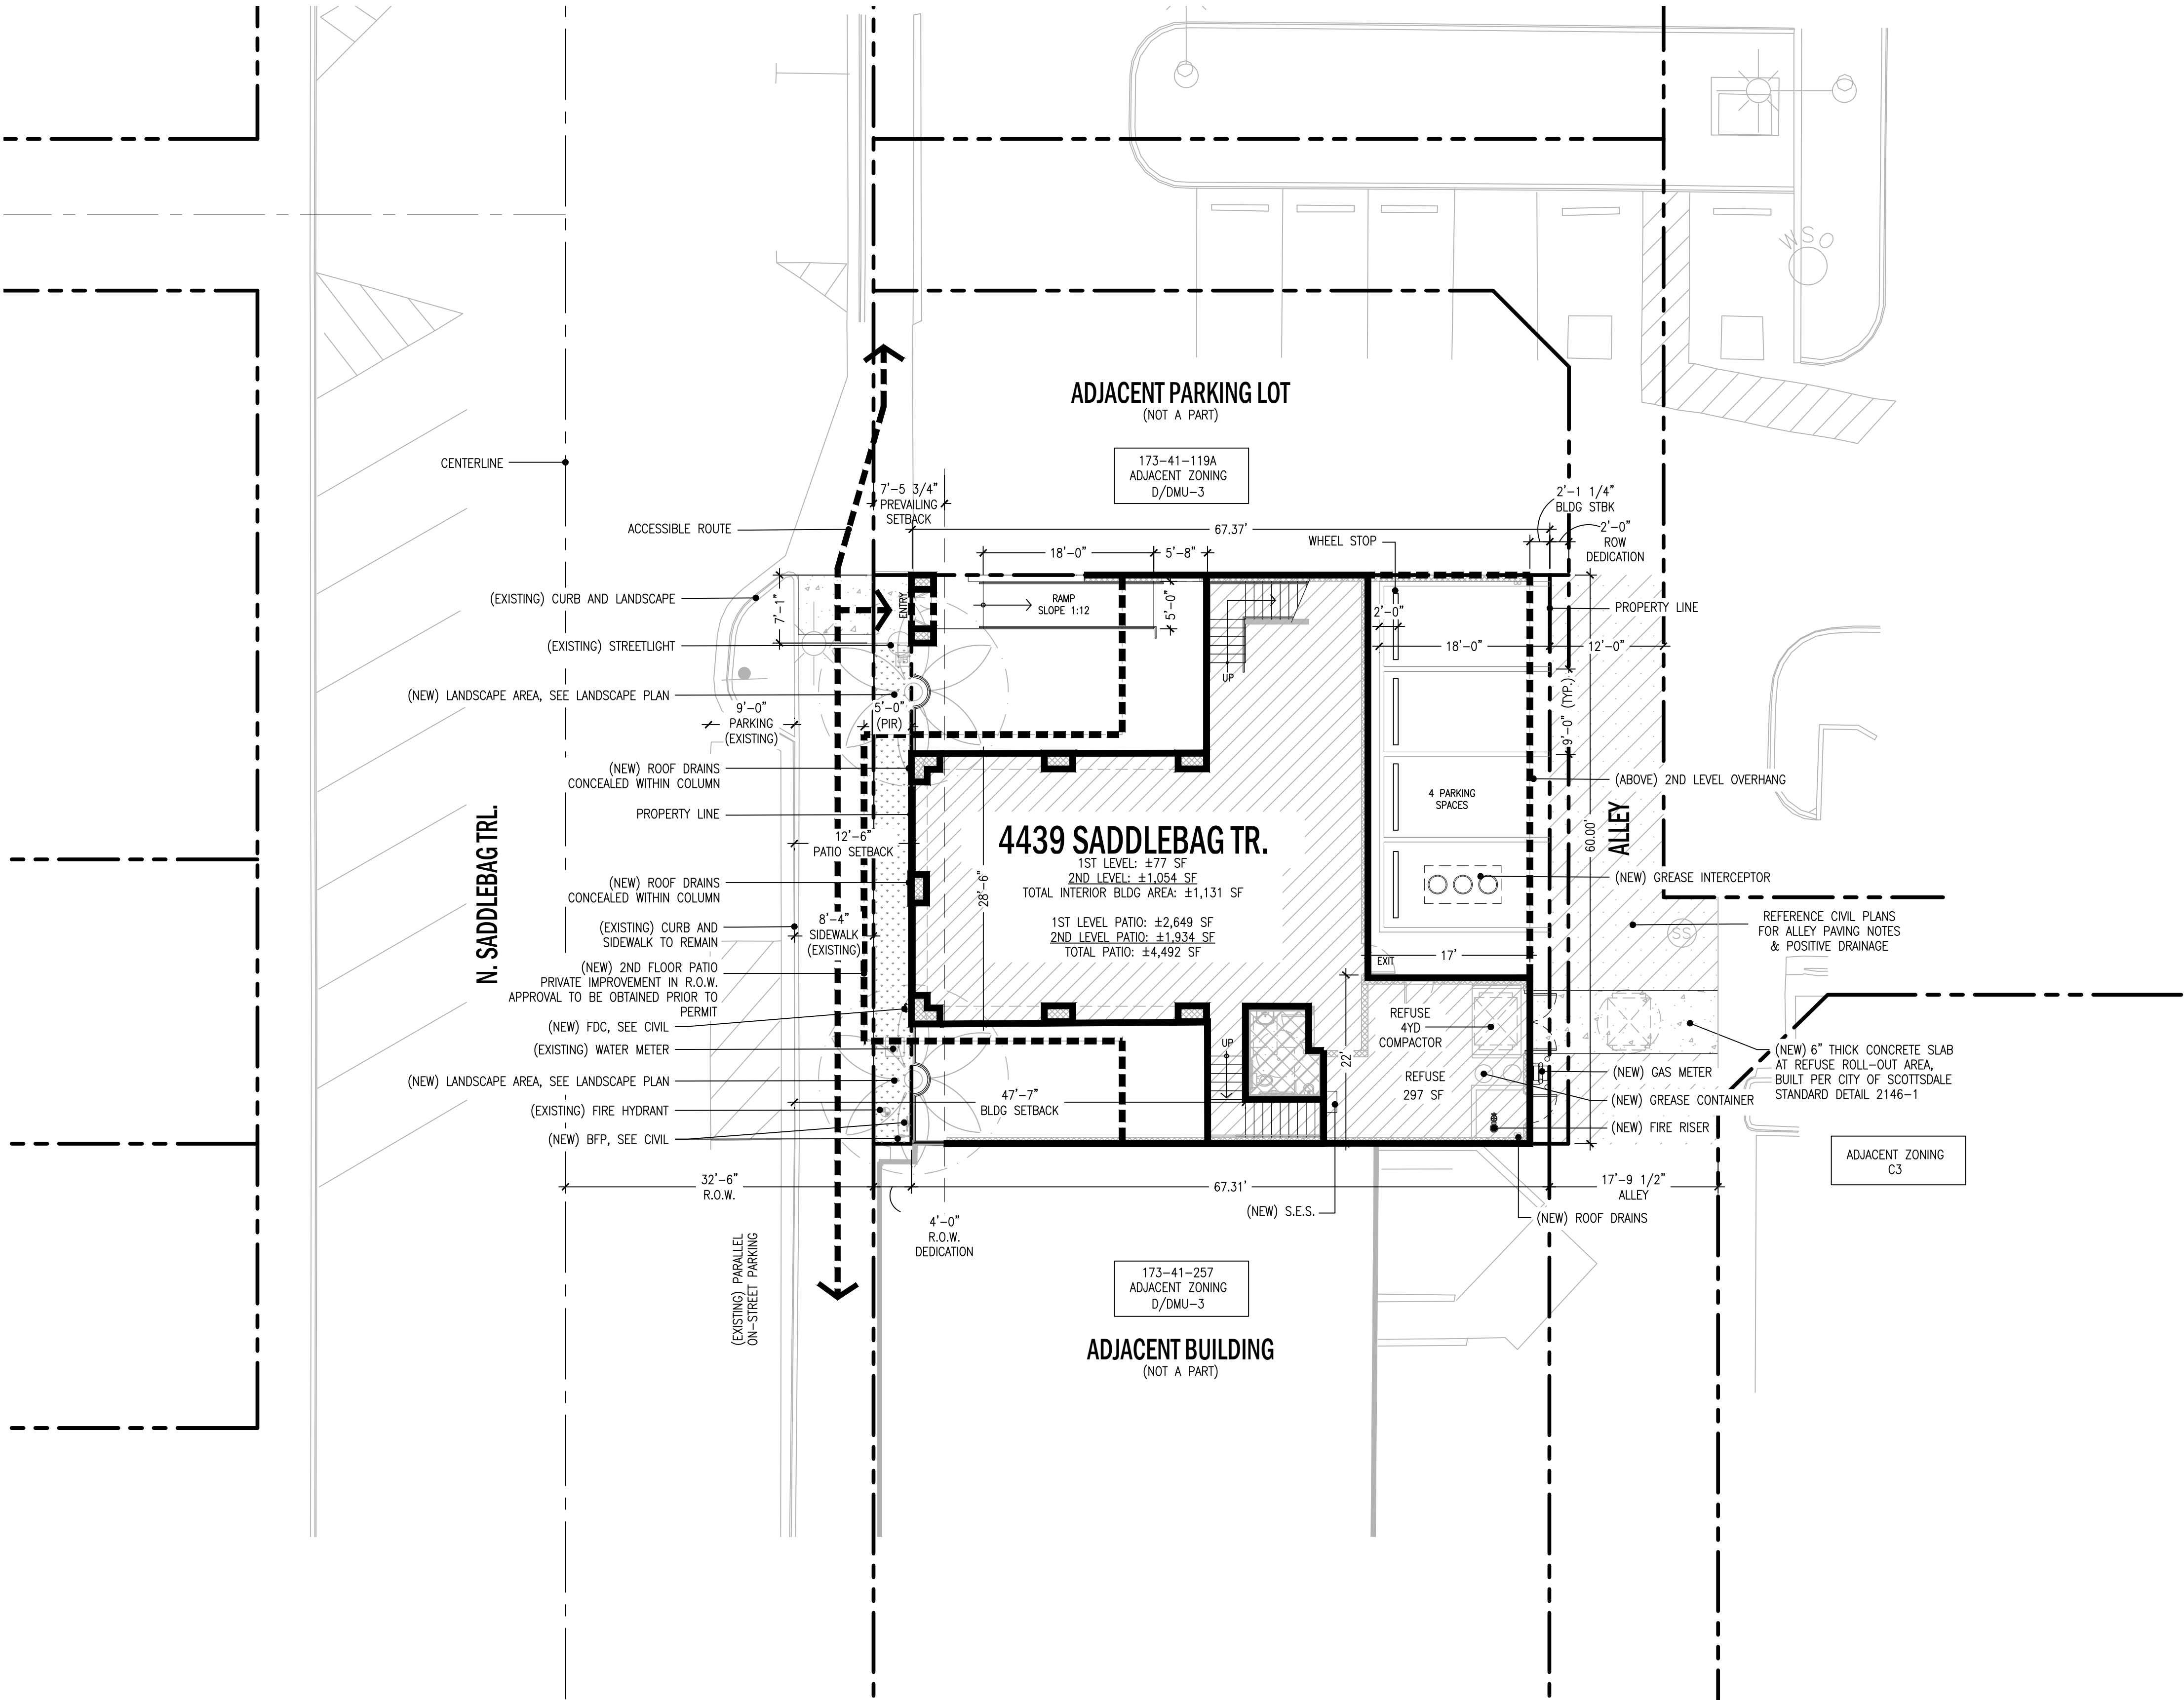 WSO
ADJACENT PARKING LOT
(NOT A PART)
173-41-119A
ADJACENT ZONING
D/DMU-3
CENTERLINE
7'-5 3/4"
PREVAILING
SETBACK
2'-1 1/4"
BLDG STBK
2'-0"
ROW
DEDICATION
ACCESSIBLE ROUTE
67.37'
WHEEL STOP
18'-0"
5'-8"
(EXISTING) CURB AND LANDSCAPE
7'-1"
ENTRY
RAMP
SLOPE 1:12
5'-0"
2'-0"
PROPERTY LINE
(EXISTING) STREETLIGHT
18'-0"
12'-0"
UP
(NEW) LANDSCAPE AREA, SEE LANDSCAPE PLAN
9'-0"
PARKING
(EXISTING)
5'-0"
(PIR)
9'-0" (TYP.)
(NEW) ROOF DRAINS
CONCEALED WITHIN COLUMN
(ABOVE) 2ND LEVEL OVERHANG
4 PARKING
SPACES
PROPERTY LINE
12'-6"
PATIO SETBACK
N. SADDLEBAG TRL.
4439 SADDLEBAG TR.
1ST LEVEL: ±77 SF
2ND LEVEL: ±1,054 SF
TOTAL INTERIOR BLDG AREA: ±1,131 SF
1ST LEVEL PATIO: ±2,649 SF
2ND LEVEL PATIO: ±1,934 SF
TOTAL PATIO: ±4,492 SF
28'-6"
60.00'
ALLEY
(NEW) GREASE INTERCEPTOR
(NEW) ROOF DRAINS
CONCEALED WITHIN COLUMN
8'-4"
SIDEWALK
(EXISTING)
(EXISTING) CURB AND
SIDEWALK TO REMAIN
SS
REFERENCE CIVIL PLANS
FOR ALLEY PAVING NOTES
& POSITIVE DRAINAGE
EXIT
17'
(NEW) 2ND FLOOR PATIO
PRIVATE IMPROVEMENT IN R.O.W.
APPROVAL TO BE OBTAINED PRIOR TO
PERMIT
(NEW) FDC, SEE CIVIL
REFUSE
4YD
COMPACTOR
(EXISTING) WATER METER
UP
22'
(NEW) 6" THICK CONCRETE SLAB
AT REFUSE ROLL-OUT AREA,
BUILT PER CITY OF SCOTTSDALE
STANDARD DETAIL 2146-1
(NEW) GAS METER
REFUSE
297 SF
(NEW) LANDSCAPE AREA, SEE LANDSCAPE PLAN
47'-7"
BLDG SETBACK
(NEW) GREASE CONTAINER
(EXISTING) FIRE HYDRANT
(NEW) FIRE RISER
(NEW) BFP, SEE CIVIL
ADJACENT ZONING
C3
32'-6"
R.O.W.
67.31'
17'-9 1/2"
ALLEY
(NEW) S.E.S.
(NEW) ROOF DRAINS
4'-0"
R.O.W.
DEDICATION
(EXISTING) PARALLEL
ON-STREET PARKING
173-41-257
ADJACENT ZONING
D/DMU-3
ADJACENT BUILDING
(NOT A PART)